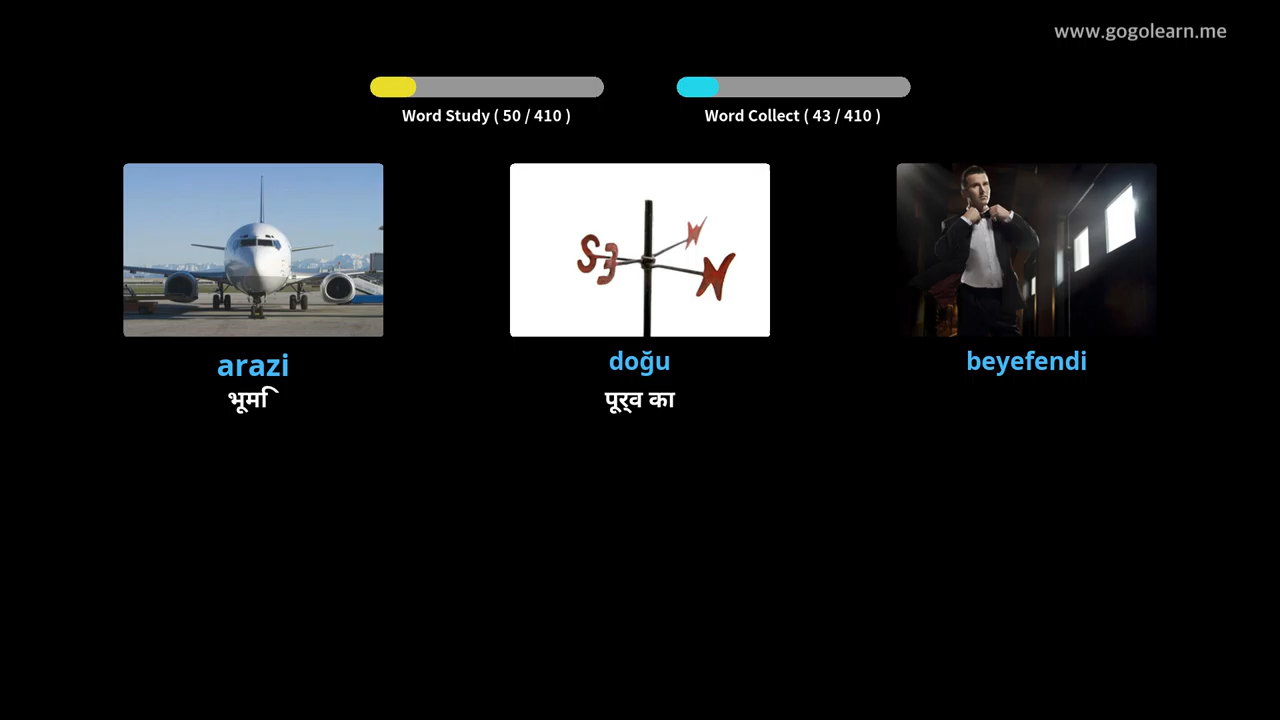 www.gogolearn.me
Word Study ( 50 / 410 )
Word Collect ( 43 / 410 )
S E N W
arazi
भूमि
doğu
पूर्व का
beyefendi